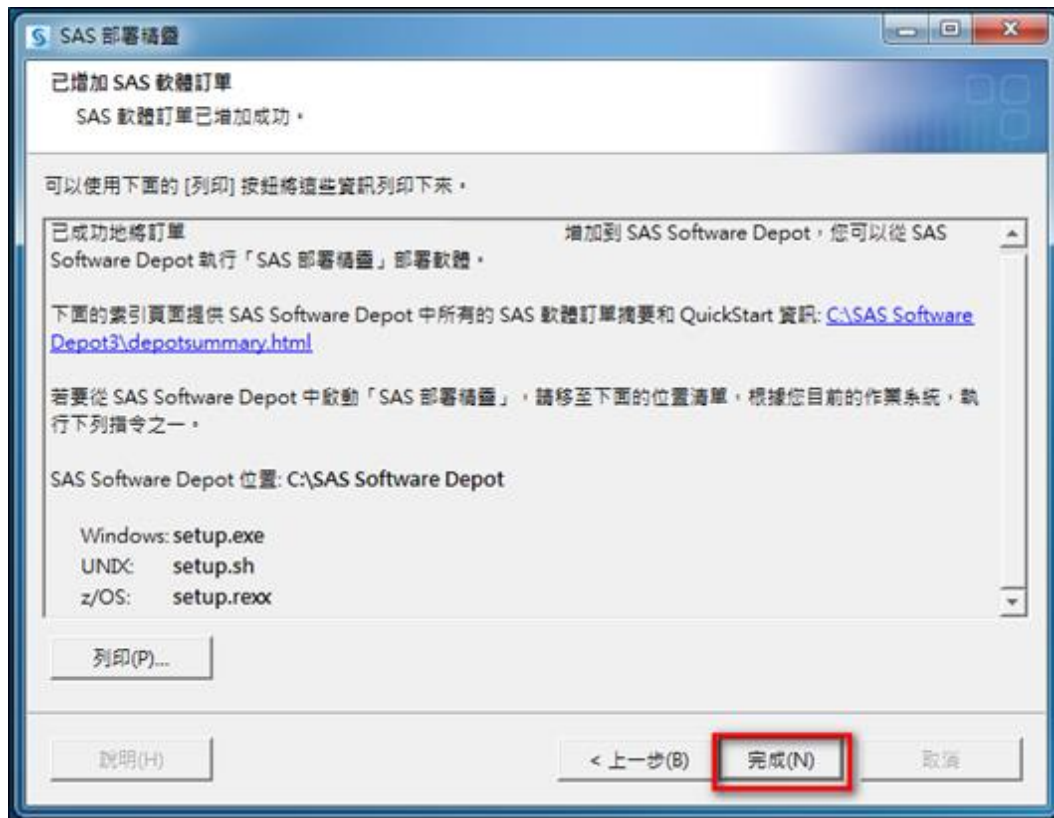 SAS 部署精靈
已增加 SAS 軟體訂單
SAS 軟體訂單已增加成功。
可以使用下面的 [列印] 按鈕將這些資訊列印下來。
已成功地將訂單 增加到 SAS Software Depot，您可以從 SAS
Software Depot 執行「SAS 部署精靈」部署軟體。
下面的索引頁面提供 SAS Software Depot 中所有的 SAS 軟體訂單摘要和 QuickStart 資訊: C:\SAS Software
Depot3\depotsummary.html
若要從 SAS Software Depot 中啟動「SAS 部署精靈」，請移至下面的位置清單，根據您目前的作業系統，執
行下列指令之一。
SAS Software Depot 位置: C:\SAS Software Depot
Windows: setup.exe
UNIX: setup.sh
z/OS: setup.rexx
列印(P)...
說明(H)
< 上一步(B)
完成(N)
取消